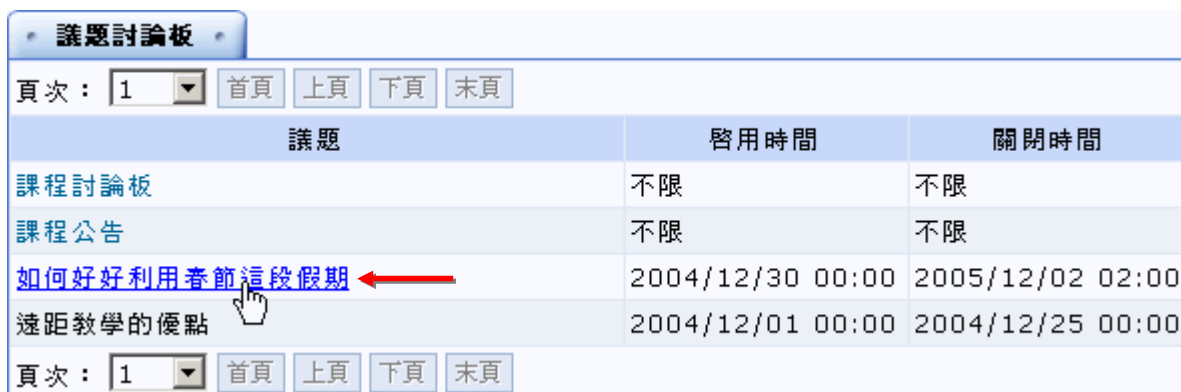 議題討論板
頁次： 1 首頁 上頁 下頁 末頁
議題 啓用時間 關閉時間
課程討論板 不限 不限
課程公告 不限 不限
如何好好利用春節這段假期 2004/12/30 00:00 2005/12/02 02:00
遠距教學的優點 2004/12/01 00:00 2004/12/25 00:00
頁次： 1 首頁 上頁 下頁 末頁